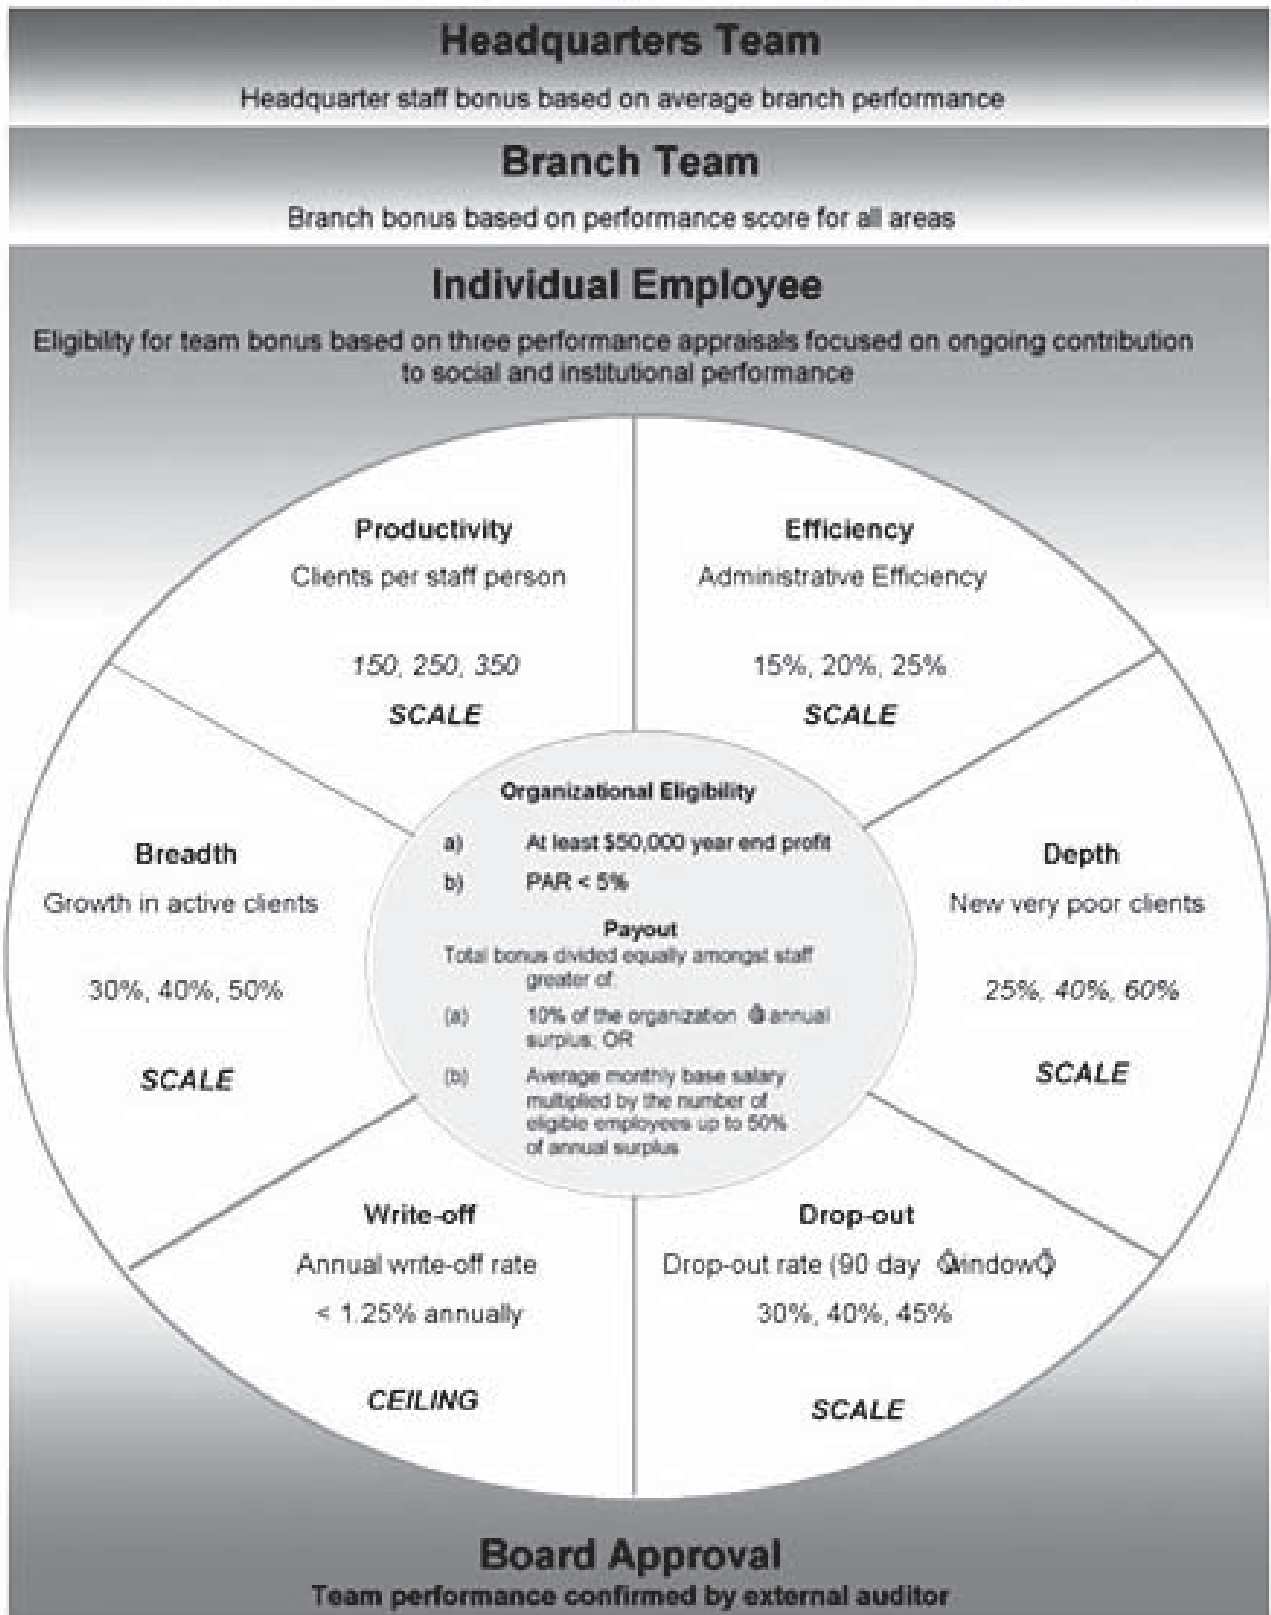 Headquarters Team
Headquarter staff bonus based on average branch performance
Branch Team
Branch bonus based on performance score for all areas
Individual Employee
Eligibility for team bonus based on three performance appraisals focused on ongoing contribution
to social and institutional performance
Productivity
Clients per staff person
150, 250, 350
SCALE
Efficiency
Administrative Efficiency
15%, 20%, 25%
SCALE
Breadth
Growth in active clients
30%, 40%, 50%
SCALE
Organizational Eligibility
a) At least $50,000 year end profit
b) PAR < 5%
Payout
Total bonus divided equally amongst staff
greater of:
(a) 10% of the organization annual
surplus; OR
(b) Average monthly base salary
multiplied by the number of
eligible employees up to 50%
of annual surplus
Depth
New very poor clients
25%, 40%, 60%
SCALE
Write-off
Annual write-off rate
< 1.25% annually
CEILING
Drop-out
Drop-out rate (90 day window
30%, 40%, 45%
SCALE
Board Approval
Team performance confirmed by external auditor